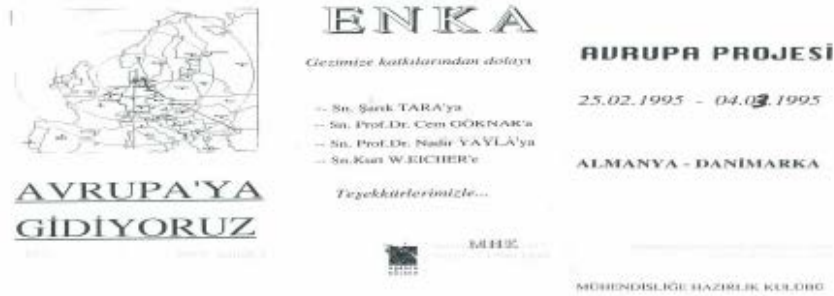 AVRUPA'YA
GİDİYORUZ
ENKA
Gezimize katkılarından dolayı
- Sn. Şarık TARA'ya
- Sn. Prof.Dr. Cem GÖKNAR'a
- Sn. Prof.Dr. Nadir YAYLA'ya
- Sn.Kurt W.EICHER'e
Teşekkürlerimizle...
MHK
AVRUPA PROJESİ
25.02.1995 - 04.03.1995
ALMANYA - DANİMARKA
MÜHENDİSLİĞE HAZIRLIK KULÜBÜ